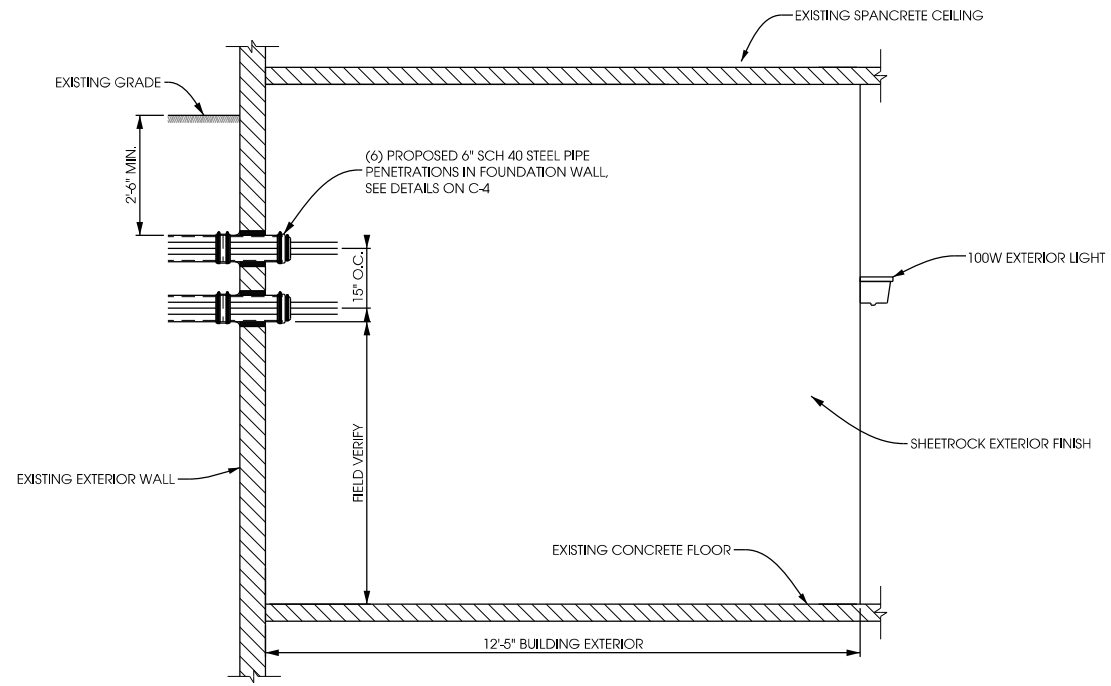 EXISTING SPANCRETE CEILING
EXISTING GRADE
2'-6" MIN.
(6) PROPOSED 6" SCH 40 STEEL PIPE
PENETRATIONS IN FOUNDATION WALL,
SEE DETAILS ON C-4
100W EXTERIOR LIGHT
15" O.C.
SHEETROCK EXTERIOR FINISH
EXISTING EXTERIOR WALL
FIELD VERIFY
EXISTING CONCRETE FLOOR
12'-5" BUILDING EXTERIOR